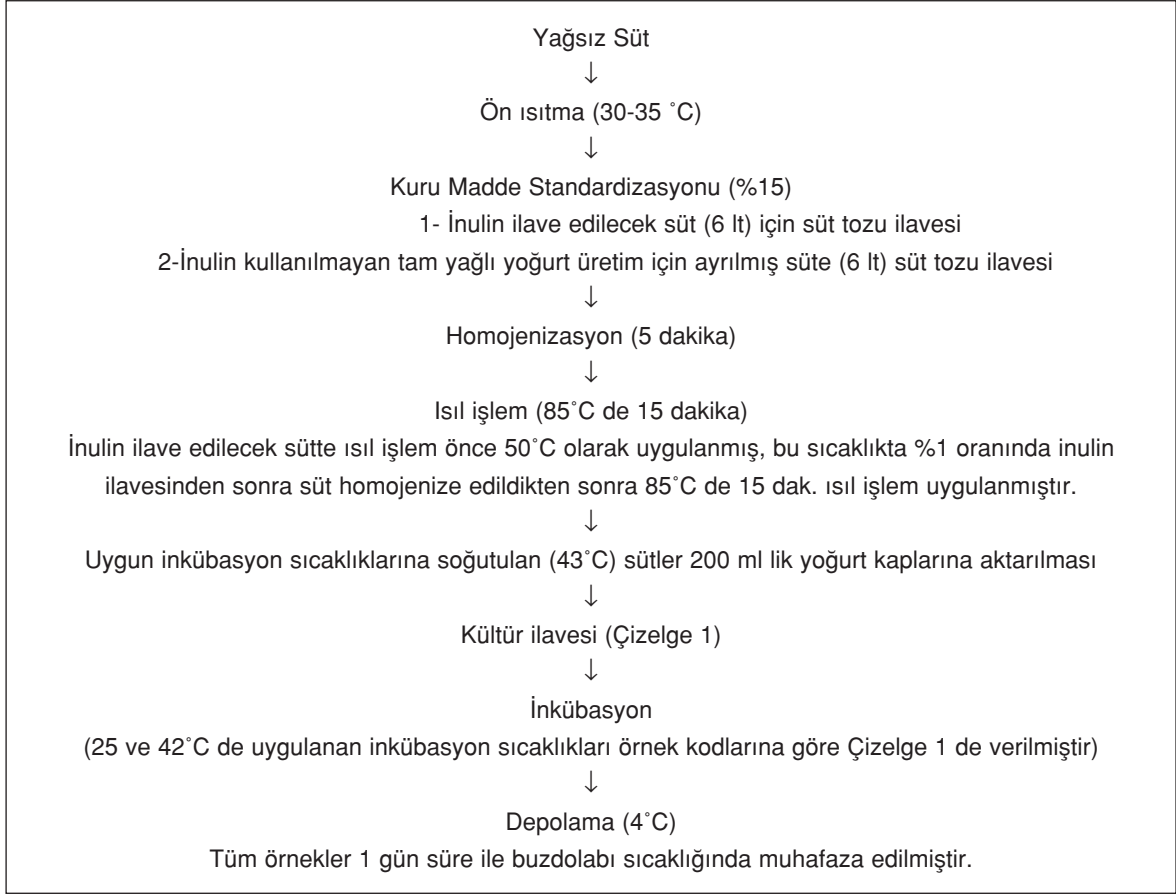 Yağsız Süt
↓
Ön ısıtma (30-35 ˚C)
↓
Kuru Madde Standardizasyonu (%15)
1- İnulin ilave edilecek süt (6 lt) için süt tozu ilavesi
2-İnulin kullanılmayan tam yağlı yoğurt üretim için ayrılmış süte (6 lt) süt tozu ilavesi
↓
Homojenizasyon (5 dakika)
↓
Isıl işlem (85˚C de 15 dakika)
İnulin ilave edilecek sütte ısıl işlem önce 50˚C olarak uygulanmış, bu sıcaklıkta %1 oranında inulin
ilavesinden sonra süt homojenize edildikten sonra 85˚C de 15 dak. ısıl işlem uygulanmıştır.
↓
Uygun inkübasyon sıcaklıklarına soğutulan (43˚C) sütler 200 ml lik yoğurt kaplarına aktarılması
↓
Kültür ilavesi (Çizelge 1)
↓
İnkübasyon
(25 ve 42˚C de uygulanan inkübasyon sıcaklıkları örnek kodlarına göre Çizelge 1 de verilmiştir)
↓
Depolama (4˚C)
Tüm örnekler 1 gün süre ile buzdolabı sıcaklığında muhafaza edilmiştir.